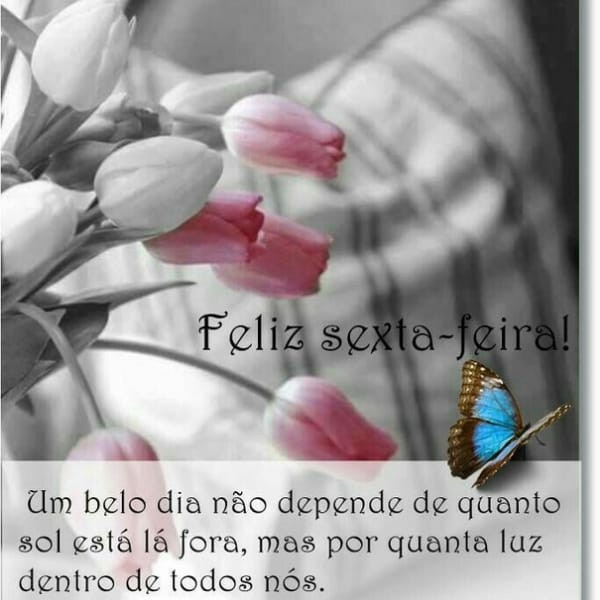 Feliz sexta-feira!
Um belo dia não depende de quanto
sol está lá fora, mas por quanta luz
dentro de todos nós.